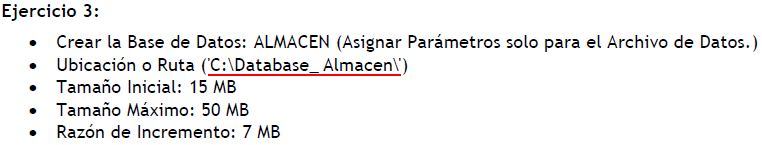 Ejercicio 3:
• Crear la Base de Datos: ALMACEN (Asignar Parámetros solo para el Archivo de Datos.)
• Ubicación o Ruta ('C:\Database_ Almacen\')
• Tamaño Inicial: 15 MB
• Tamaño Máximo: 50 MB
• Razón de Incremento: 7 MB